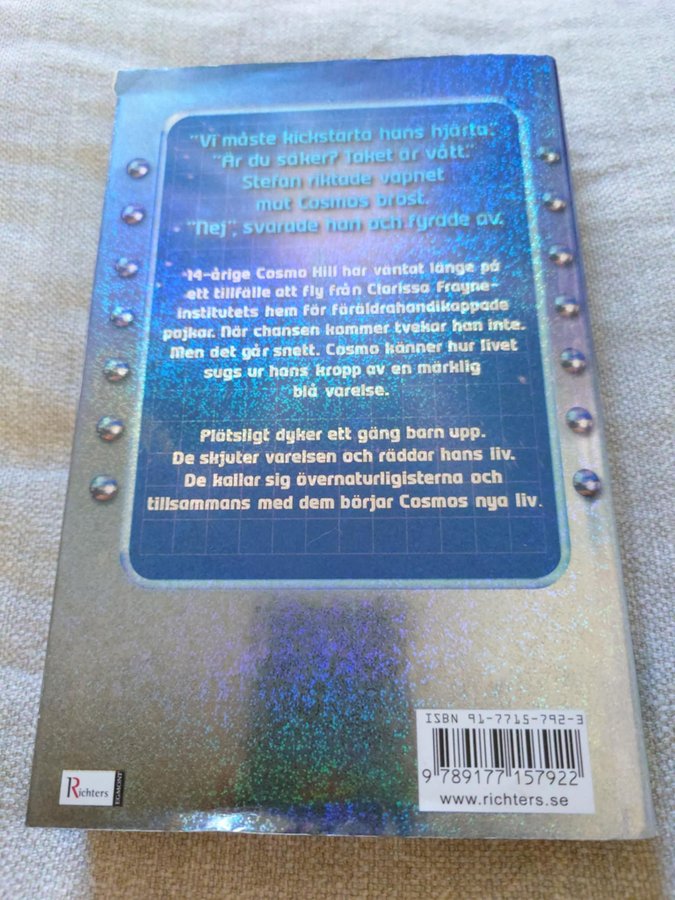 "Vi måste kickstarta hans hjärta."
"Är du säker? Taket är vått."
Stefan riktade vapnet
mot Cosmos bröst.
"Nej", svarade han och fyrade av.
14-årige Cosmo Hill har väntat länge på
ett tillfälle att fly från Clarissa Frayne-
institutets hem för föräldrahandikappade
pojkar. När chansen kommer tvekar han inte.
Men det går snett. Cosmo känner hur livet
sugs ur hans kropp av en märklig
blå varelse.
Plötsligt dyker ett gäng barn upp.
De skjuter varelsen och räddar hans liv.
De kallar sig övernaturligisterna och
tillsammans med dem börjar Cosmos nya liv.
ISBN 91-7715-792-3
9 789177 157922
www.richters.se
Richters
EGMONT